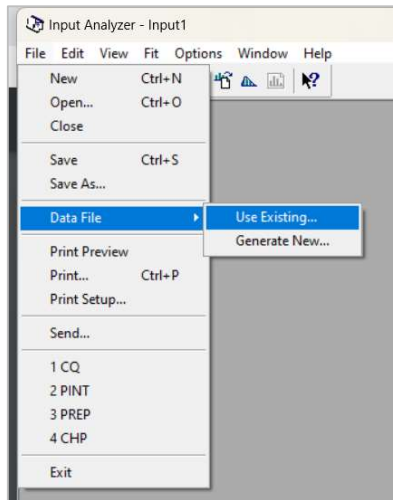 Input Analyzer - Input1
File Edit View Fit Options Window Help
New Ctrl+N
Open... Ctrl+O
Close
Save Ctrl+S
Save As...
Data File
Use Existing...
Generate New...
Print Preview
Print... Ctrl+P
Print Setup...
Send...
1 CQ
2 PINT
3 PREP
4 CHP
Exit